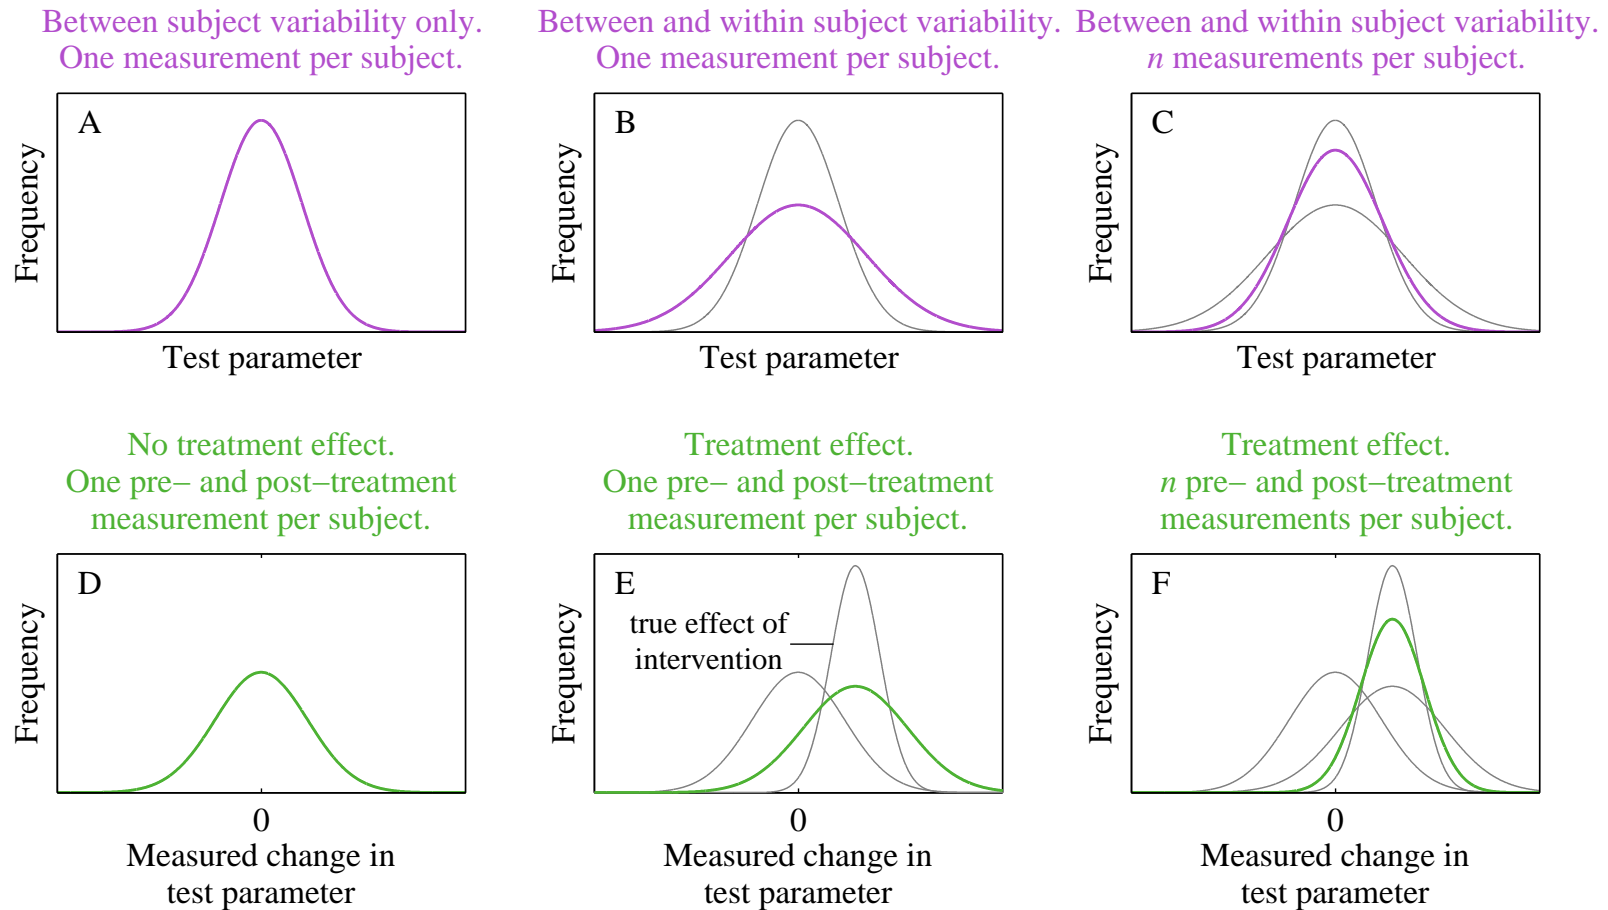 Between subject variability only.
One measurement per subject.
Between and within subject variability.
One measurement per subject.
Between and within subject variability.
n measurements per subject.
A
Frequency
Test parameter
B
Frequency
Test parameter
C
Frequency
Test parameter
No treatment effect.
One pre− and post−treatment
measurement per subject.
Treatment effect.
One pre− and post−treatment
measurement per subject.
Treatment effect.
n pre− and post−treatment
measurements per subject.
D
Frequency
0
Measured change in
test parameter
E
true effect of
intervention
Frequency
0
Measured change in
test parameter
F
Frequency
0
Measured change in
test parameter